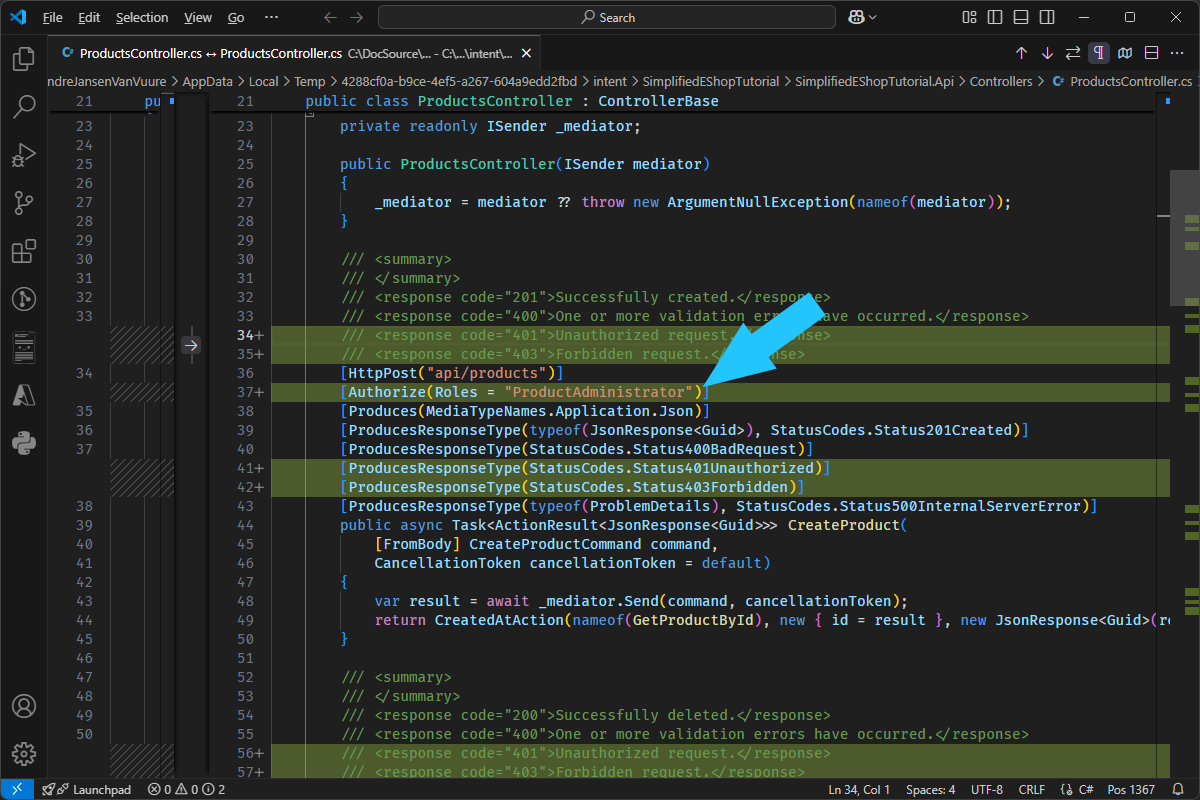 File Edit Selection View Go ··· Search
ProductsController.cs ↔ ProductsController.cs C:\DocSource\... - C:\...\intent\...
ndreJansenVanVuure > AppData > Local > Temp > 4288cf0a-b9ce-4ef5-a267-604a9edd2fbd > intent > SimplifiedEShopTutorial > SimplifiedEShopTutorial.Api > Controllers > ProductsController.cs
21 pu 21 public class ProductsController : ControllerBase
23 23 private readonly ISender _mediator;
24 24
25 25 public ProductsController(ISender mediator)
26 26 {
27 27 _mediator = mediator ?? throw new ArgumentNullException(nameof(mediator));
28 28 }
29 29
30 30 /// <summary>
31 31 /// </summary>
32 32 /// <response code="201">Successfully created.</response>
33 33 /// <response code="400">One or more validation err have occurred.</response>
34+ /// <response code="401">Unauthorized request. </response>
35+ /// <response code="403">Forbidden request.</response>
34 36 [HttpPost("api/products")]
37+ [Authorize(Roles = "ProductAdministrator")]
35 38 [Produces(MediaTypeNames.Application.Json)]
36 39 [ProducesResponseType(typeof(JsonResponse<Guid>), StatusCodes.Status201Created)]
37 40 [ProducesResponseType(StatusCodes.Status400BadRequest)]
41+ [ProducesResponseType(StatusCodes.Status401Unauthorized)]
42+ [ProducesResponseType(StatusCodes.Status403Forbidden)]
38 43 [ProducesResponseType(typeof(ProblemDetails), StatusCodes.Status500InternalServerError)]
39 44 public async Task<ActionResult<JsonResponse<Guid>>> CreateProduct(
40 45 [FromBody] CreateProductCommand command,
41 46 CancellationToken cancellationToken = default)
42 47 {
43 48 var result = await _mediator.Send(command, cancellationToken);
44 49 return CreatedAtAction(nameof(GetProductById), new { id = result }, new JsonResponse<Guid>(re
45 50 }
46 51
47 52 /// <summary>
48 53 /// </summary>
49 54 /// <response code="200">Successfully deleted.</response>
50 55 /// <response code="400">One or more validation errors have occurred.</response>
56+ /// <response code="401">Unauthorized request.</response>
57+ /// <response code="403">Forbidden request.</response>
Launchpad 0 0 2 Ln 34, Col 1 Spaces: 4 UTF-8 CRLF {} C# Pos 1367